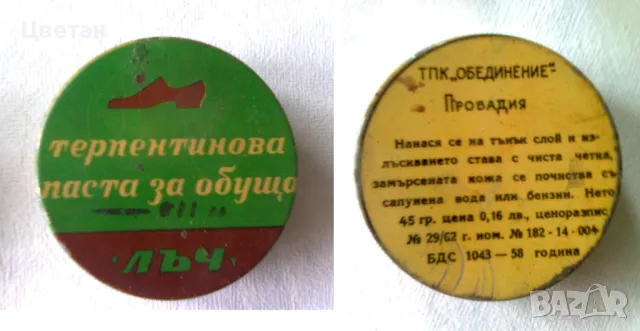 Цветан
терпентинова
паста за обуща
·ЛЪЧ·
ТПК „ОБЕДИНЕНИЕ"-
ПРОВАДИЯ
Нанася се на тънък слой и из-
лъскването става с чиста четка,
замърсената кожа се почиства съ
сапунена вода или бензин. Нето
45 гр. цена 0,16 лв., ценоразпис
№ 29/62 г. ном. № 182-14-004
БДС 1043 — 58 година
BAZAR.BG